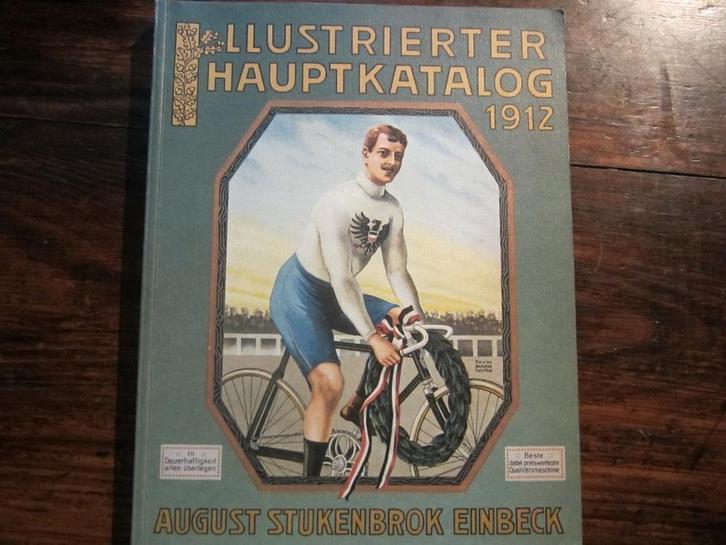 ILLUSTRIERTER
HAUPTKATALOG
1912
In
Dauerhaftigkeit
allen überlegen
Beste
dabei preiswerteste
Qualitätsmaschine
AUGUST STUKENBROK EINBECK